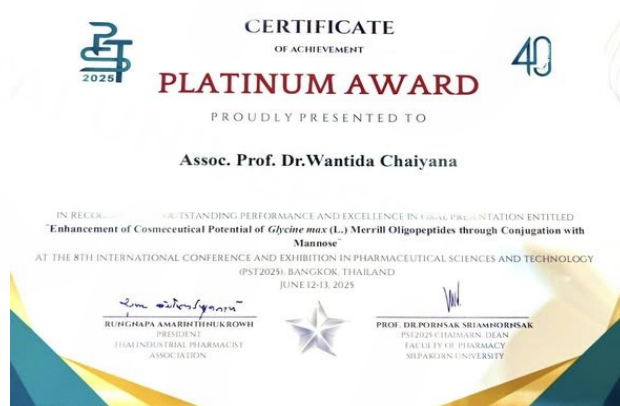 PST
2025
CERTIFICATE
OF ACHIEVEMENT
40
PLATINUM AWARD
PROUDLY PRESENTED TO
Assoc. Prof. Dr.Wantida Chaiyana
IN OUTSTANDING PERFORMANCE AND EXCELLENCE IN ORAL PRESENTATION ENTITLED
"Enhancement of Cosmeceutical Potential of Glycine max (L.) Merrill Oligopeptides through Conjugation with
Mannose"
AT THE 8TH INTERNATIONAL CONFERENCE AND EXHIBITION IN PHARMACEUTICAL SCIENCES AND TECHNOLOGY
(PST2025), BANGKOK, THAILAND
JUNE 12-13, 2025
RUNGNAPA AMARINTHNUKROWH
PRESIDENT
THAI INDUSTRIAL PHARMACIST
ASSOCIATION
PROF. DR.PORNSAK SRIAMORNSAK
PST2025 CHAIMARN, DEAN
FACULTY OF PHARMACY
SILPAKORN UNIVERSITY